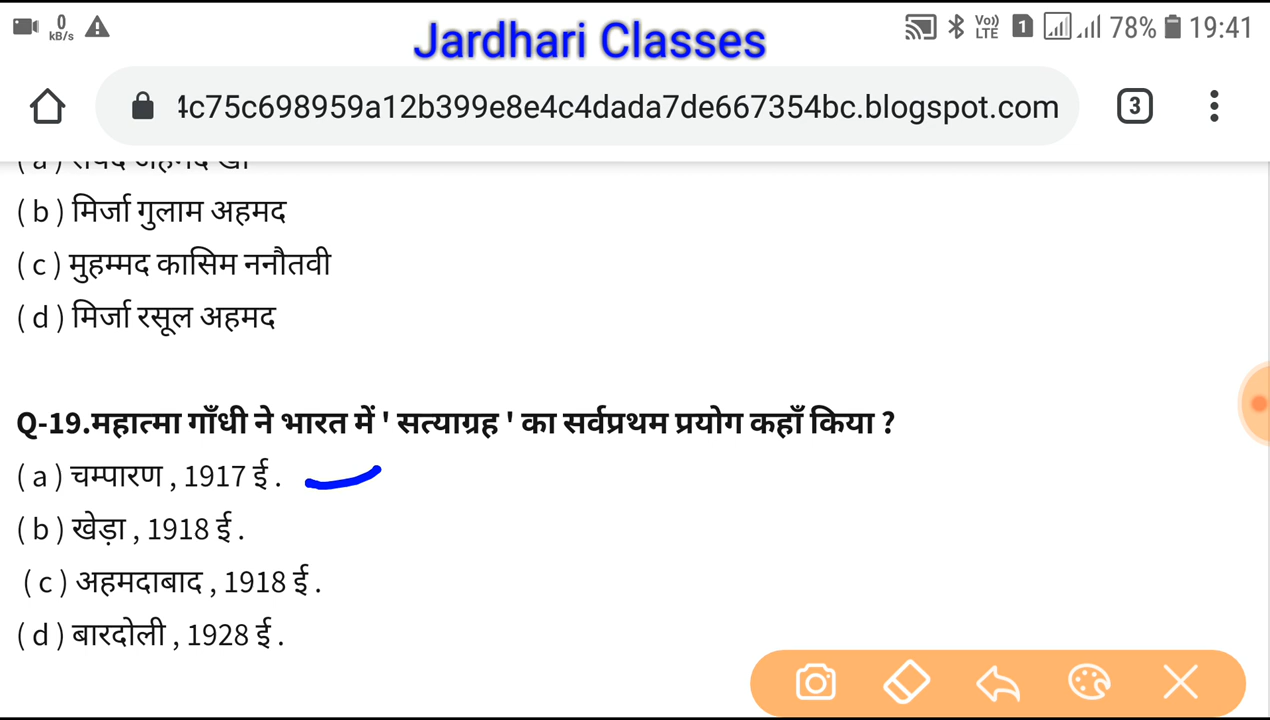 0
kB/s
Jardhari Classes
Vo))
LTE
1
78%
19:41
4c75c698959a12b399e8e4c4dada7de667354bc.blogspot.com
3
( b ) मिर्जा गुलाम अहमद
( c ) मुहम्मद कासिम ननौतवी
( d ) मिर्जा रसूल अहमद
Q-19.महात्मा गाँधी ने भारत में ' सत्याग्रह ' का सर्वप्रथम प्रयोग कहाँ किया ?
( a ) चम्पारण , 1917 ई .
( b ) खेड़ा , 1918 ई .
( c ) अहमदाबाद , 1918 ई .
( d ) बारदोली , 1928 ई .